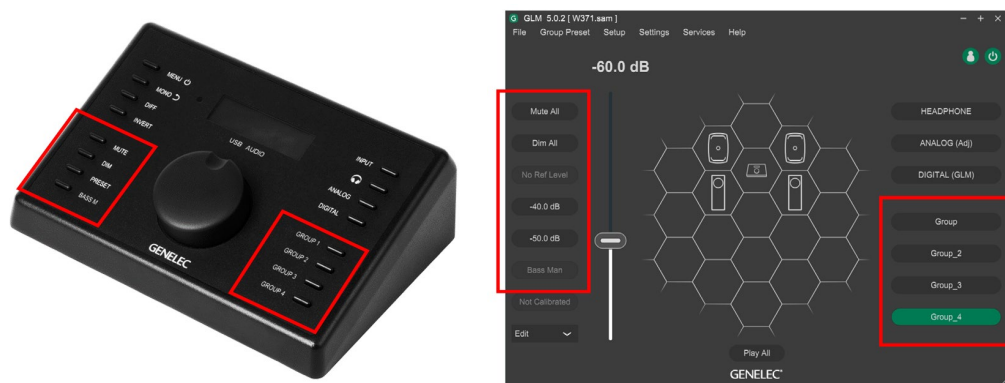 MENU
MONO
DIFF
INVERT
MUTE
DIM
PRESET
BASS M
USB AUDIO
INPUT
ANALOG
DIGITAL
GROUP 1
GROUP 2
GROUP 3
GROUP 4
GENELEC
G GLM 5.0.2 [ W371.sam ]
File Group Preset Setup Settings Services Help
-60.0 dB
Mute All
Dim All
No Ref Level
-40.0 dB
-50.0 dB
Bass Man
Not Calibrated
Edit
HEADPHONE
ANALOG (Adj)
DIGITAL (GLM)
Group
Group_2
Group_3
Group_4
Play All
GENELEC